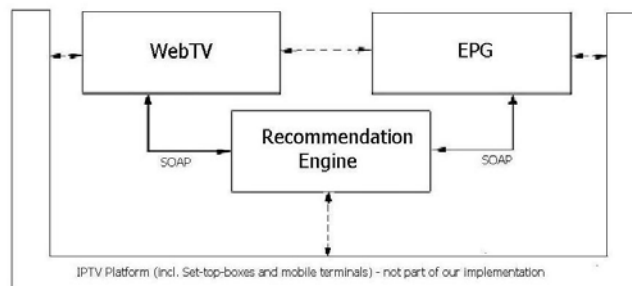 WebTV
EPG
Recommendation
Engine
SOAP
SOAP
IPTV Platform (incl. Set-top-boxes and mobile terminals) - not part of our implementation